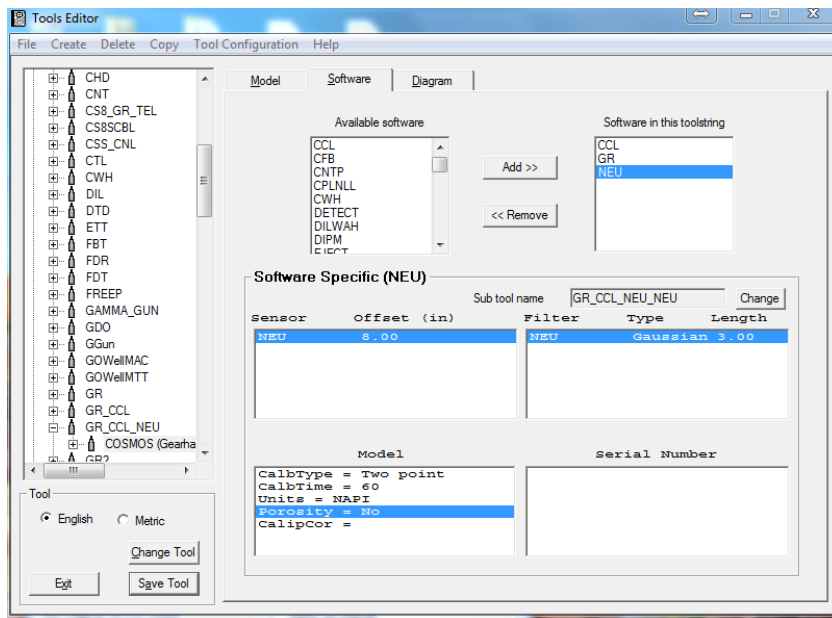 Tools Editor
File Create Delete Copy Tool Configuration Help
CHD
CNT
CS8_GR_TEL
CS8SCBL
CSS_CNL
CTL
CWH
DIL
DTD
ETT
FBT
FDR
FDT
FREEP
GAMMA_GUN
GDO
GGun
GOWellMAC
GOWellMTT
GR
GR_CCL
GR_CCL_NEU
COSMOS (Gearha
GR2
Tool
English Metric
Change Tool
Exit Save Tool
Model Software Diagram
Available software
CCL
CFB
CNTP
CPLNLL
CWH
DETECT
DILWAH
DIPM
EJECT
Add >>
<< Remove
Software in this toolstring
CCL
GR
NEU
Software Specific (NEU)
Sub tool name GR_CCL_NEU_NEU Change
Sensor Offset (in)
NEU 8.00
Filter Type Length
NEU Gaussian 3.00
Model
CalbType = Two point
CalbTime = 60
Units = NAPI
Porosity = No
CalipCor =
Serial Number